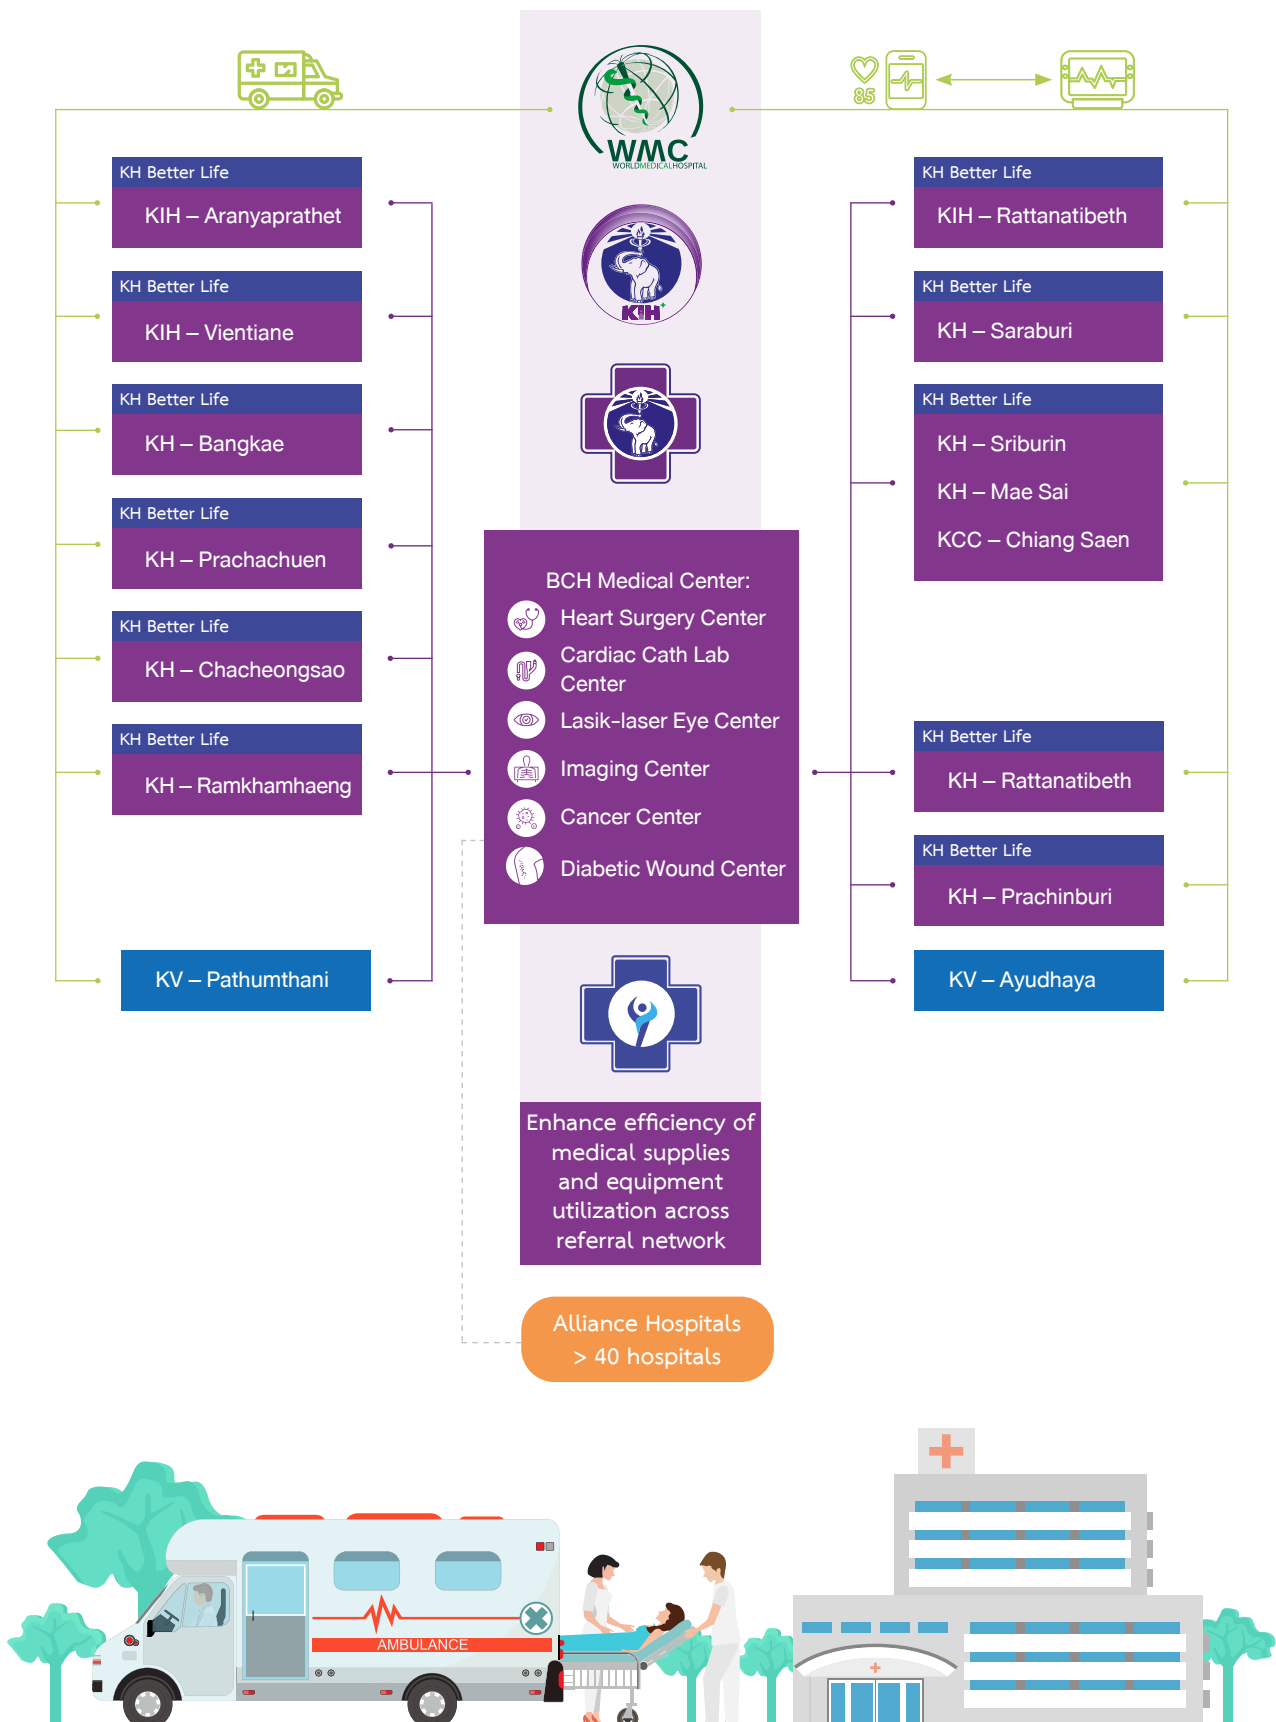 85
WMC
WORLDMEDICALHOSPITAL
KIH
KH Better Life
KIH – Aranyaprathet
KH Better Life
KIH – Vientiane
KH Better Life
KH – Bangkae
KH Better Life
KH – Prachachuen
KH Better Life
KH – Chacheongsao
KH Better Life
KH – Ramkhamhaeng
KV – Pathumthani
BCH Medical Center:
Heart Surgery Center
Cardiac Cath Lab
Center
Lasik-laser Eye Center
Imaging Center
Cancer Center
Diabetic Wound Center
KH Better Life
KIH – Rattanatibeth
KH Better Life
KH – Saraburi
KH Better Life
KH – Sriburin
KH – Mae Sai
KCC – Chiang Saen
KH Better Life
KH – Rattanatibeth
KH Better Life
KH – Prachinburi
KV – Ayudhaya
Enhance efficiency of
medical supplies
and equipment
utilization across
referral network
Alliance Hospitals
> 40 hospitals
AMBULANCE